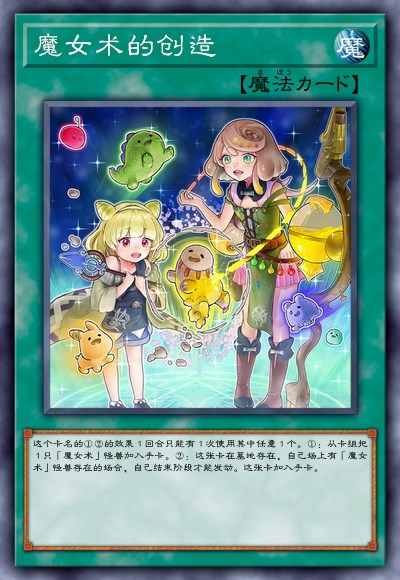 魔女术的创造
魔
【魔法カード】
ま ほう
这个卡名的①②的效果1回合只能有1次使用其中任意1个。①：从卡组把
1只「魔女术」怪兽加入手卡。②：这张卡在墓地存在，自己场上有「魔女
术」怪兽存在的场合，自己结束阶段才能发动。这张卡加入手卡。